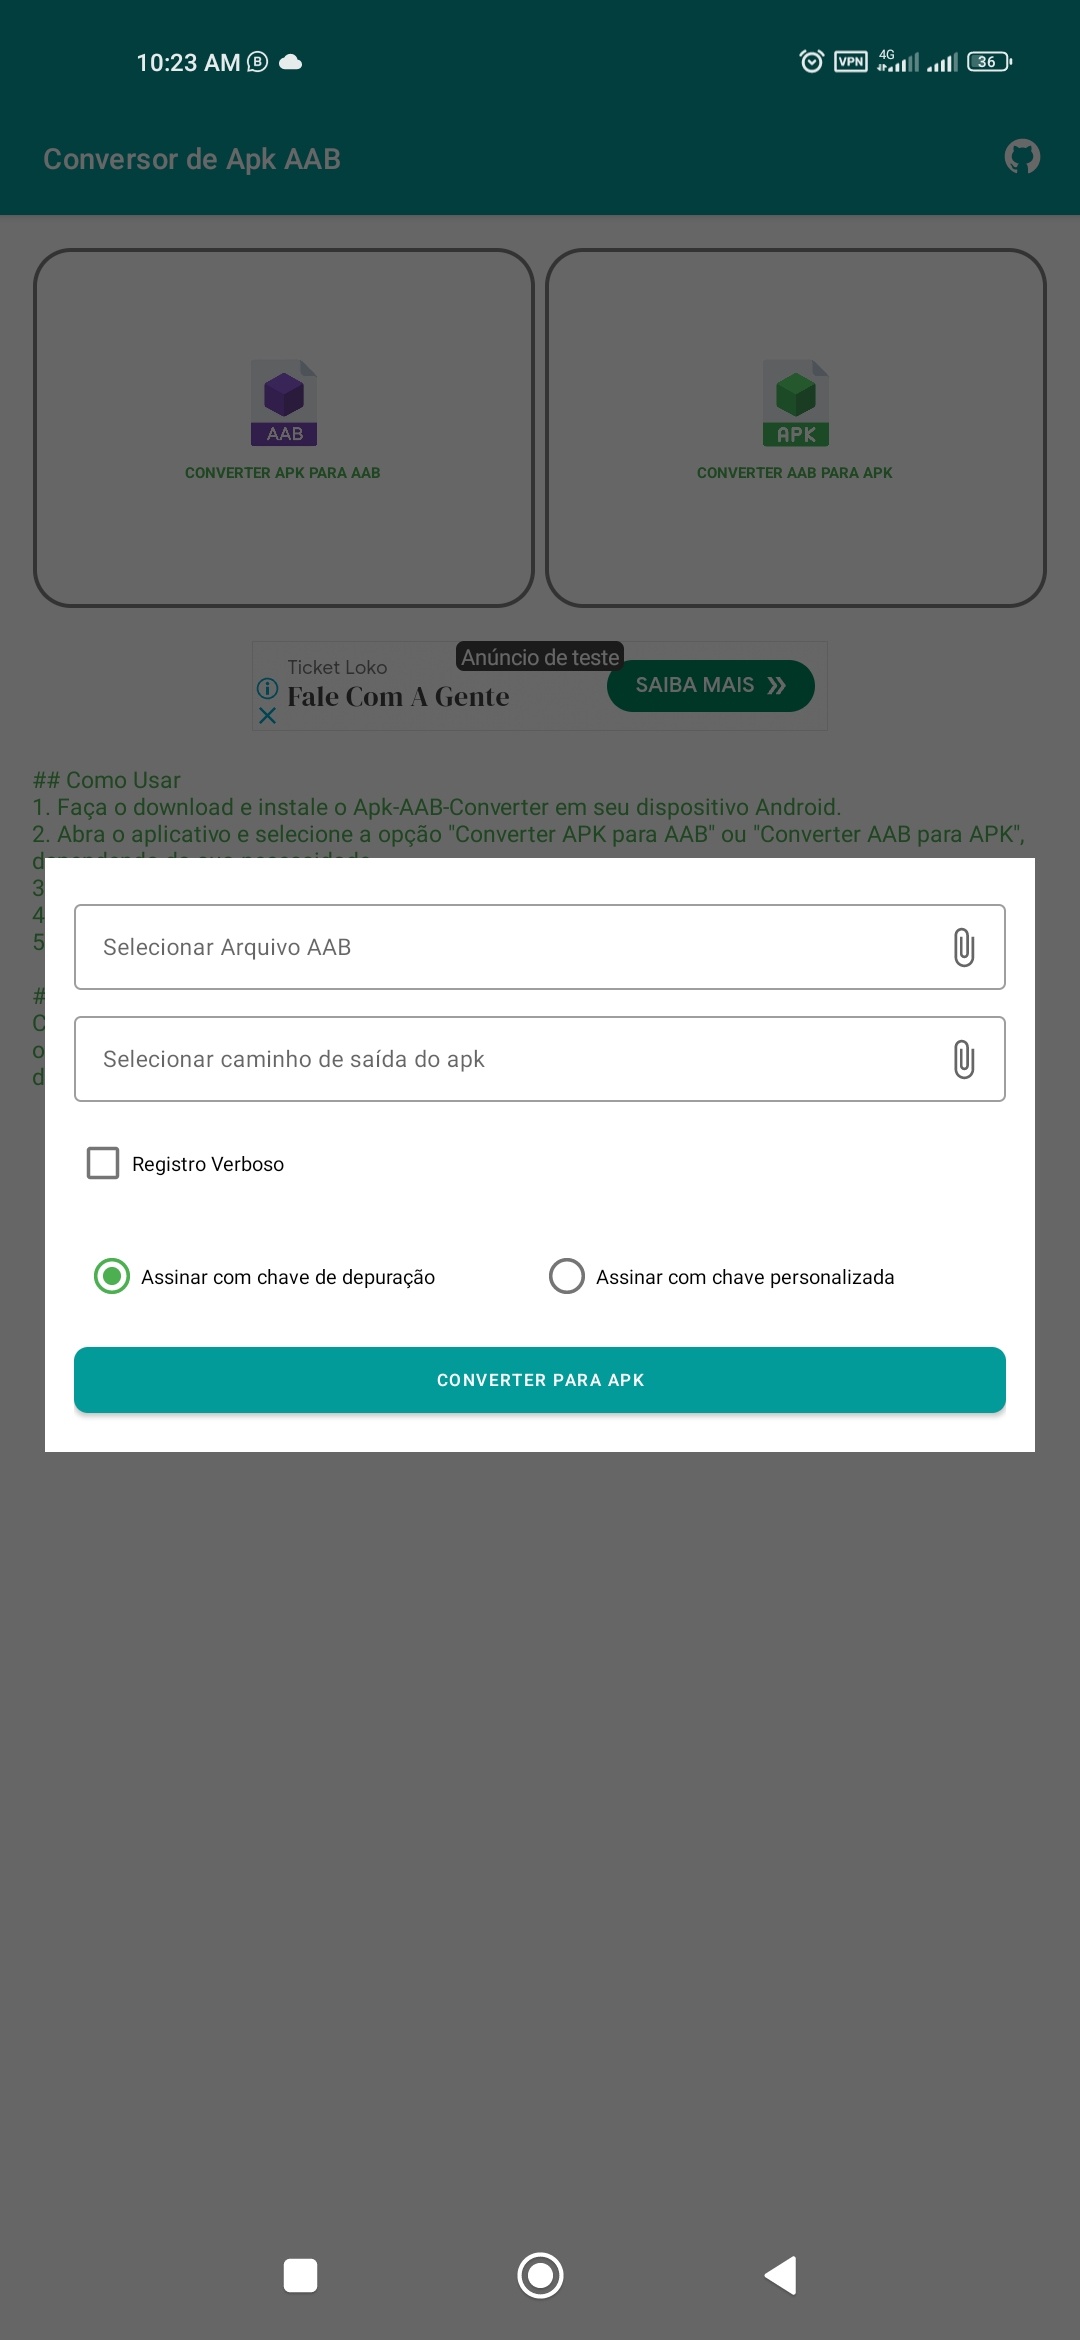 10:23 AM
4G
VPN
36
Conversor de Apk AAB
AAB
APK
CONVERTER APK PARA AAB
CONVERTER AAB PARA APK
Anúncio de teste
Ticket Loko
Fale Com A Gente
SAIBA MAIS
## Como Usar
1. Faça o download e instale o Apk-AAB-Converter em seu dispositivo Android.
2. Abra o aplicativo e selecione a opção "Converter APK para AAB" ou "Converter AAB para APK",
3
4
5
#
C
o
d
Selecionar Arquivo AAB
Selecionar caminho de saída do apk
Registro Verboso
Assinar com chave de depuração
Assinar com chave personalizada
CONVERTER PARA APK